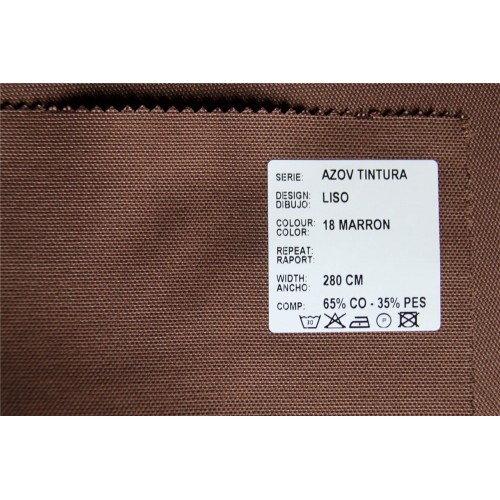 SERIE: AZOV TINTURA
DESIGN: LISO
DIBUJO:
COLOUR: 18 MARRON
COLOR:
REPEAT:
RAPORT:
WIDTH: 280 CM
ANCHO:
COMP: 65% CO - 35% PES
P